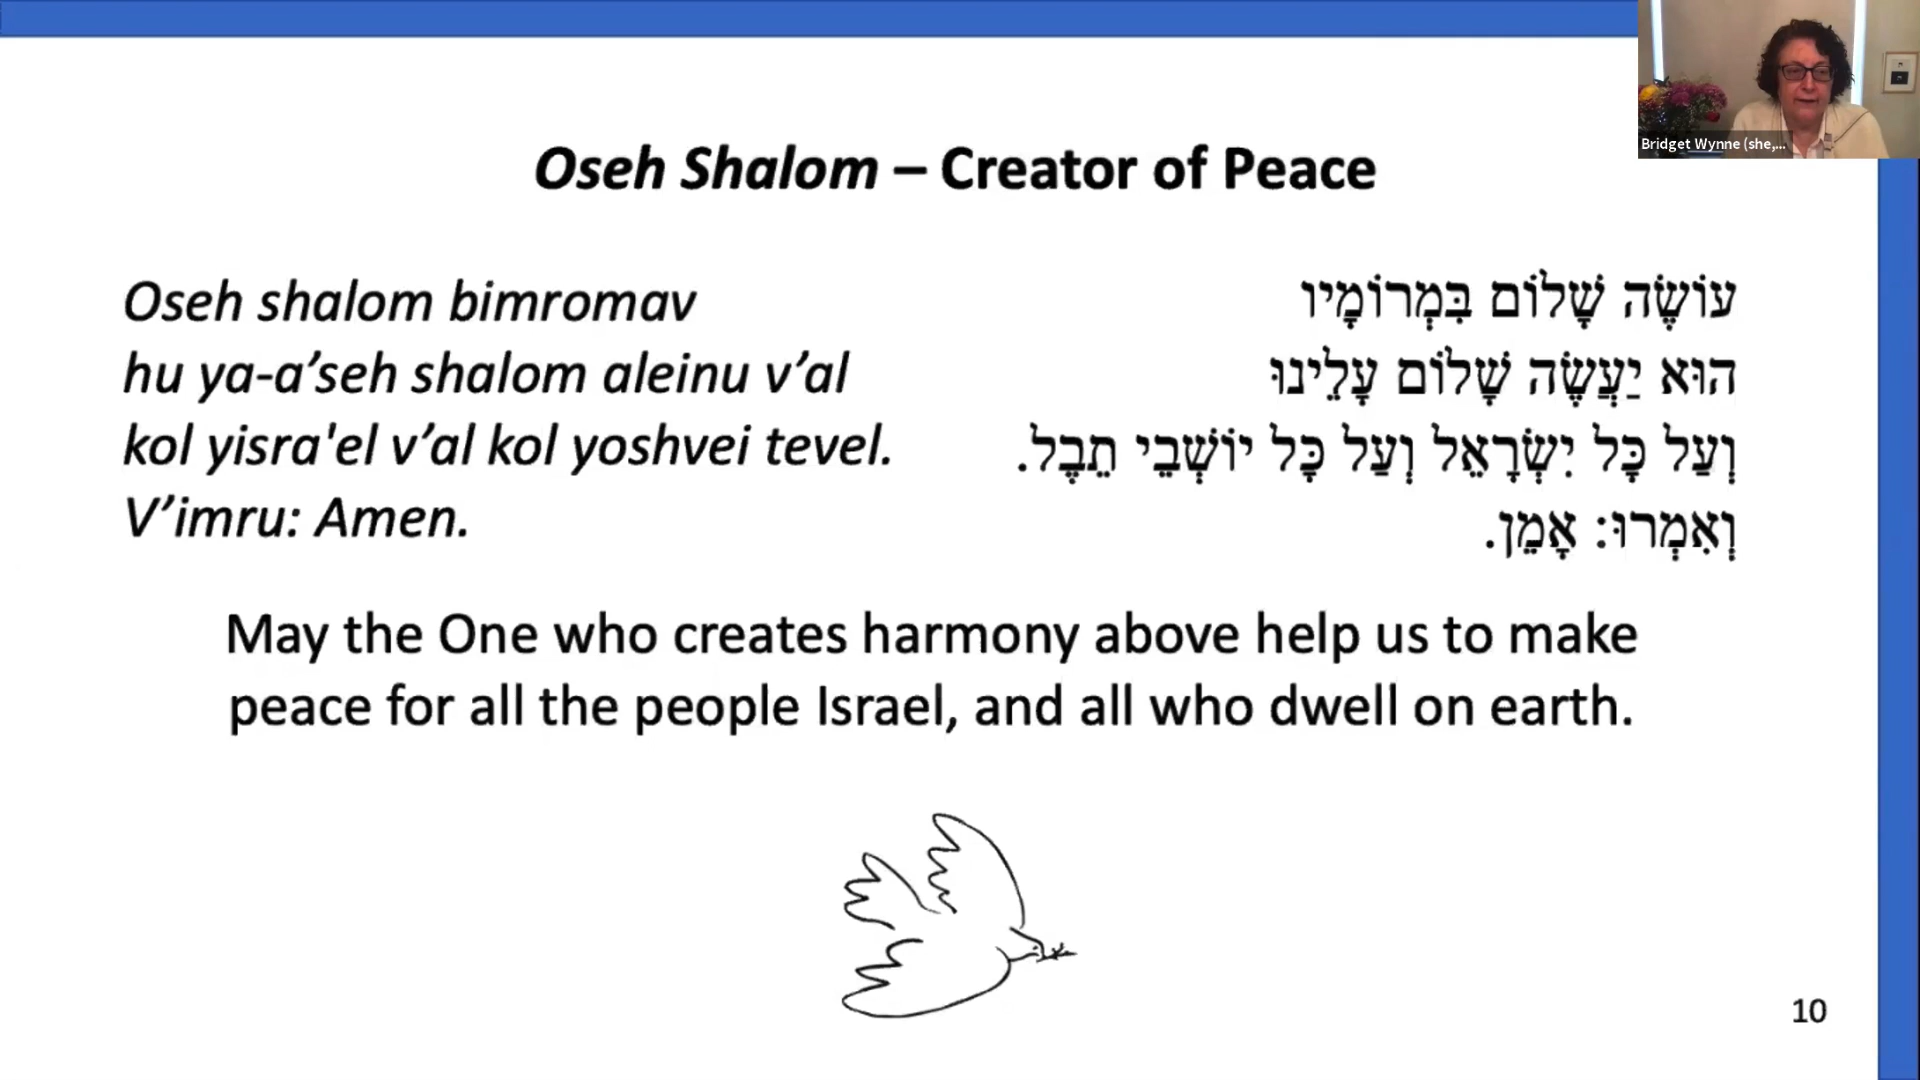 Bridget Wynne (she,...
Oseh Shalom – Creator of Peace
Oseh shalom bimromav
hu ya-a’seh shalom aleinu v’al
kol yisra'el v’al kol yoshvei tevel.
V’imru: Amen.
עוֹשֶׂה שָׁלוֹם בִּמְרוֹמָיו
הוּא יַעֲשֶׂה שָׁלוֹם עָלֵינוּ
וְעַל כָּל יִשְׂרָאֵל וְעַל כָּל יוֹשְׁבֵי תֵבֶל.
וְאִמְרוּ: אָמֵן.
May the One who creates harmony above help us to make
peace for all the people Israel, and all who dwell on earth.
10